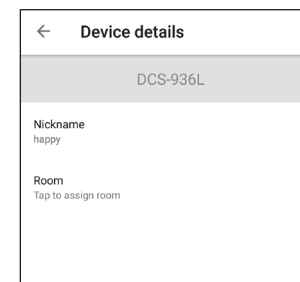 Device details
DCS-936L
Nickname
happy
Room
Tap to assign room